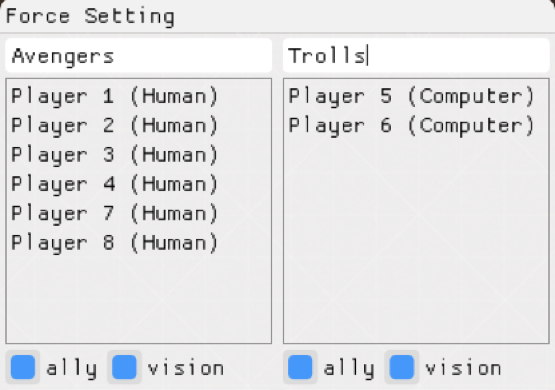 Force Setting
Avengers
Player 1 (Human)
Player 2 (Human)
Player 3 (Human)
Player 4 (Human)
Player 7 (Human)
Player 8 (Human)
ally vision
Trolls
Player 5 (Computer)
Player 6 (Computer)
ally vision